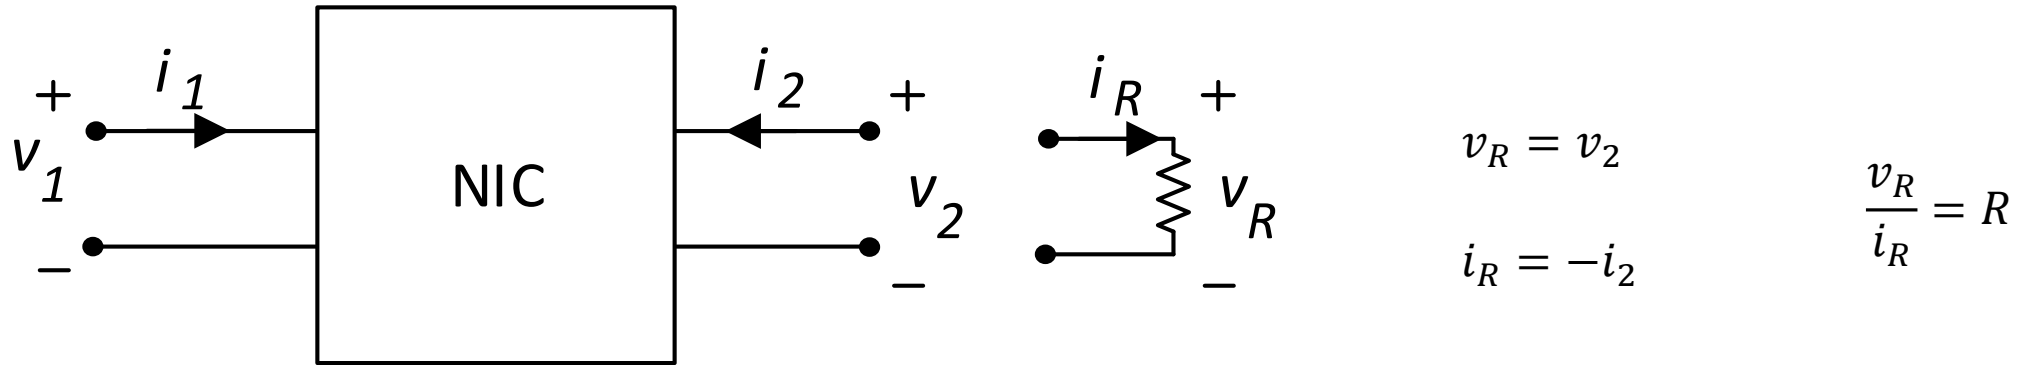 + i1 NIC i2 + iR +
v1 v2 vR
− − −
vR = v2
iR = −i2
vR/iR = R